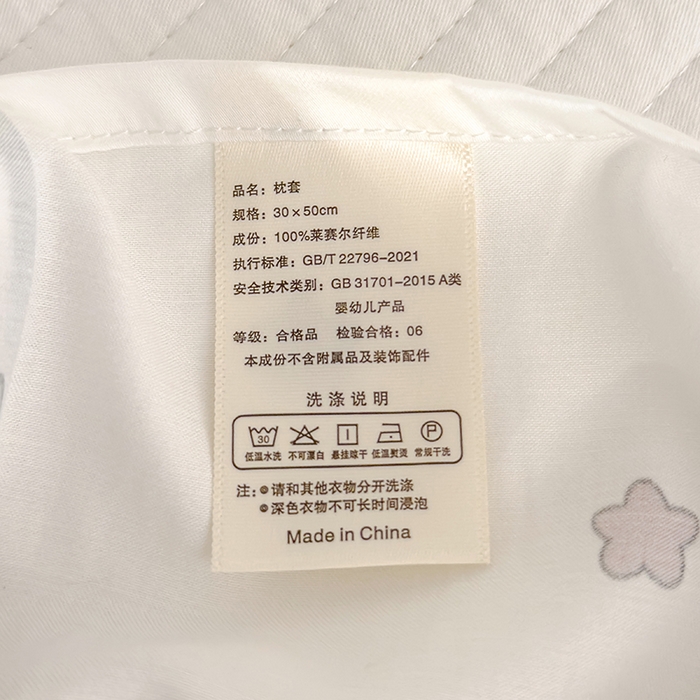 品名：枕套
规格：30×50cm
成份：100%莱赛尔纤维
执行标准：GB/T 22796-2021
安全技术类别：GB 31701-2015 A类
婴幼儿产品
等级：合格品 检验合格：06
本成份不含附属品及装饰配件
洗涤说明
30 P
低温水洗 不可漂白 悬挂晾干 低温熨烫 常规干洗
注：●请和其他衣物分开洗涤
●深色衣物不可长时间浸泡
Made in China